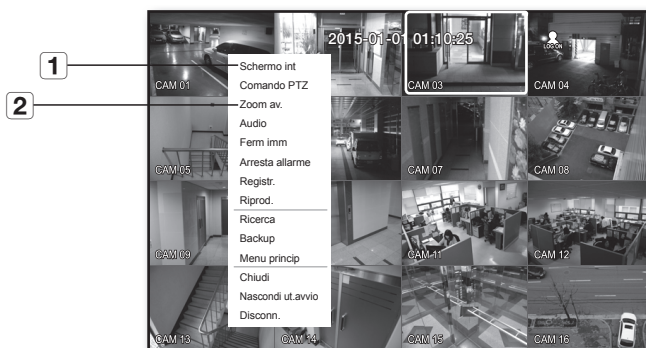 2015-01-01 01:10:25
LOG ON
1
Schermo int
CAM 01
CAM 03
CAM 04
Comando PTZ
2
Zoom av.
Audio
Ferm imm
Arresta allarme
CAM 05
CAM 07
CAM 08
Registr.
Riprod.
Ricerca
Backup
Menu princip
CAM 09
CAM 11
CAM 12
Chiudi
Nascondi ut.avvio
Disconn.
CAM 13
CAM 14
CAM 15
CAM 16